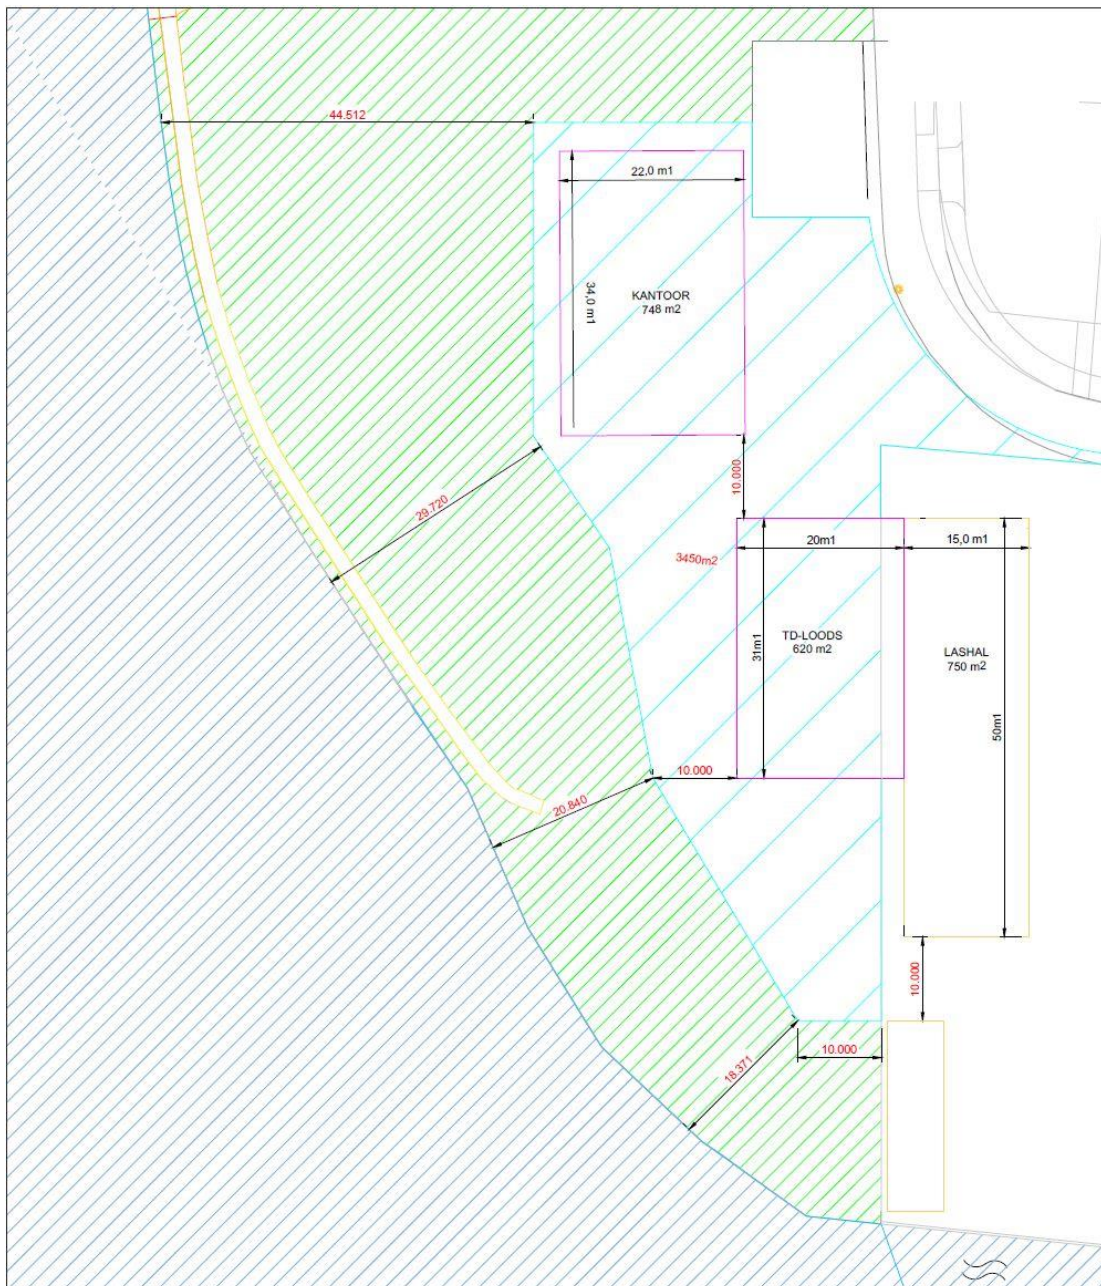 44.512
22,0 m1
34,0 m1
KANTOOR
748 m2
29.720
10.000
3450m2
20m1
15,0 m1
31m1
TD-LOODS
620 m2
LASHAL
750 m2
50m1
10.000
20.840
10.000
18.371
10.000